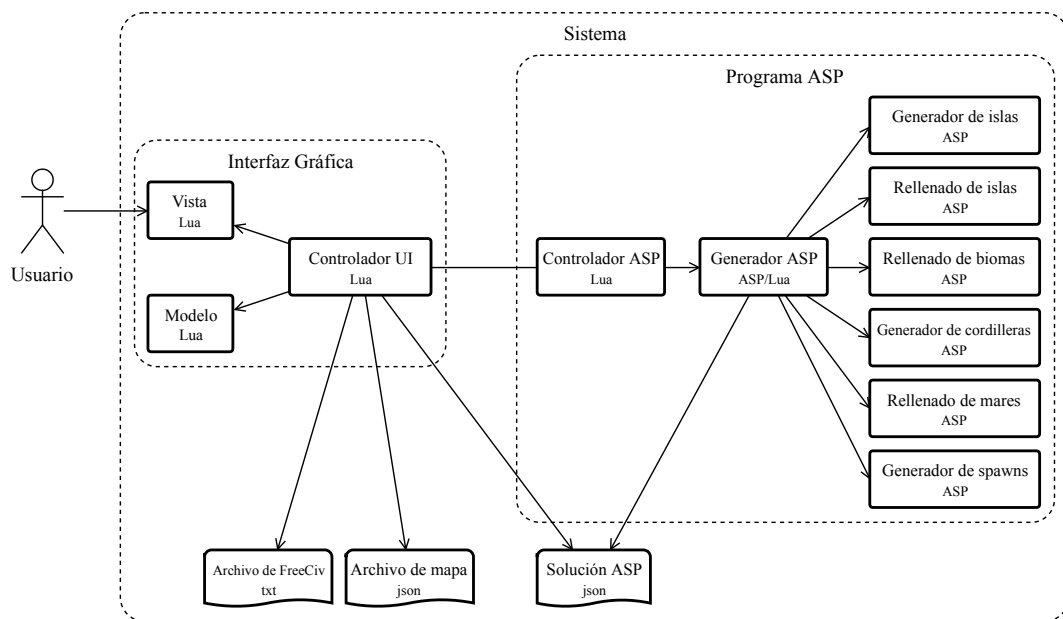 Sistema
Programa ASP
Interfaz Gráfica
Usuario
Vista
Lua
Modelo
Lua
Controlador UI
Lua
Controlador ASP
Lua
Generador ASP
ASP/Lua
Generador de islas
ASP
Rellenado de islas
ASP
Rellenado de biomas
ASP
Generador de cordilleras
ASP
Rellenado de mares
ASP
Generador de spawns
ASP
Archivo de FreeCiv
txt
Archivo de mapa
json
Solución ASP
json